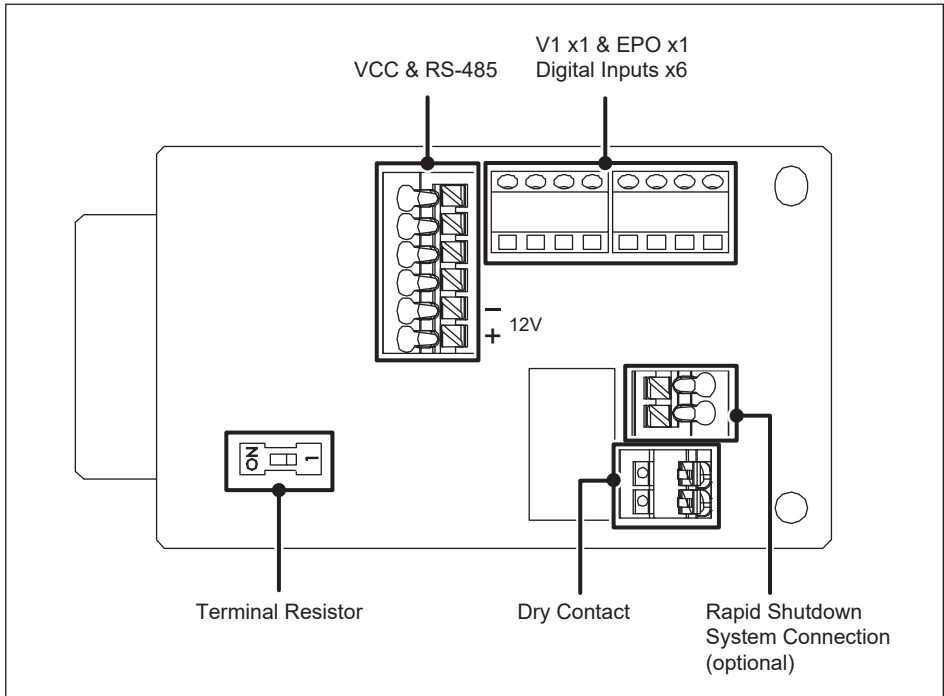 V1 x1 & EPO x1
Digital Inputs x6
VCC & RS-485
−
+ 12V
ON 1
Terminal Resistor
Dry Contact
Rapid Shutdown
System Connection
(optional)